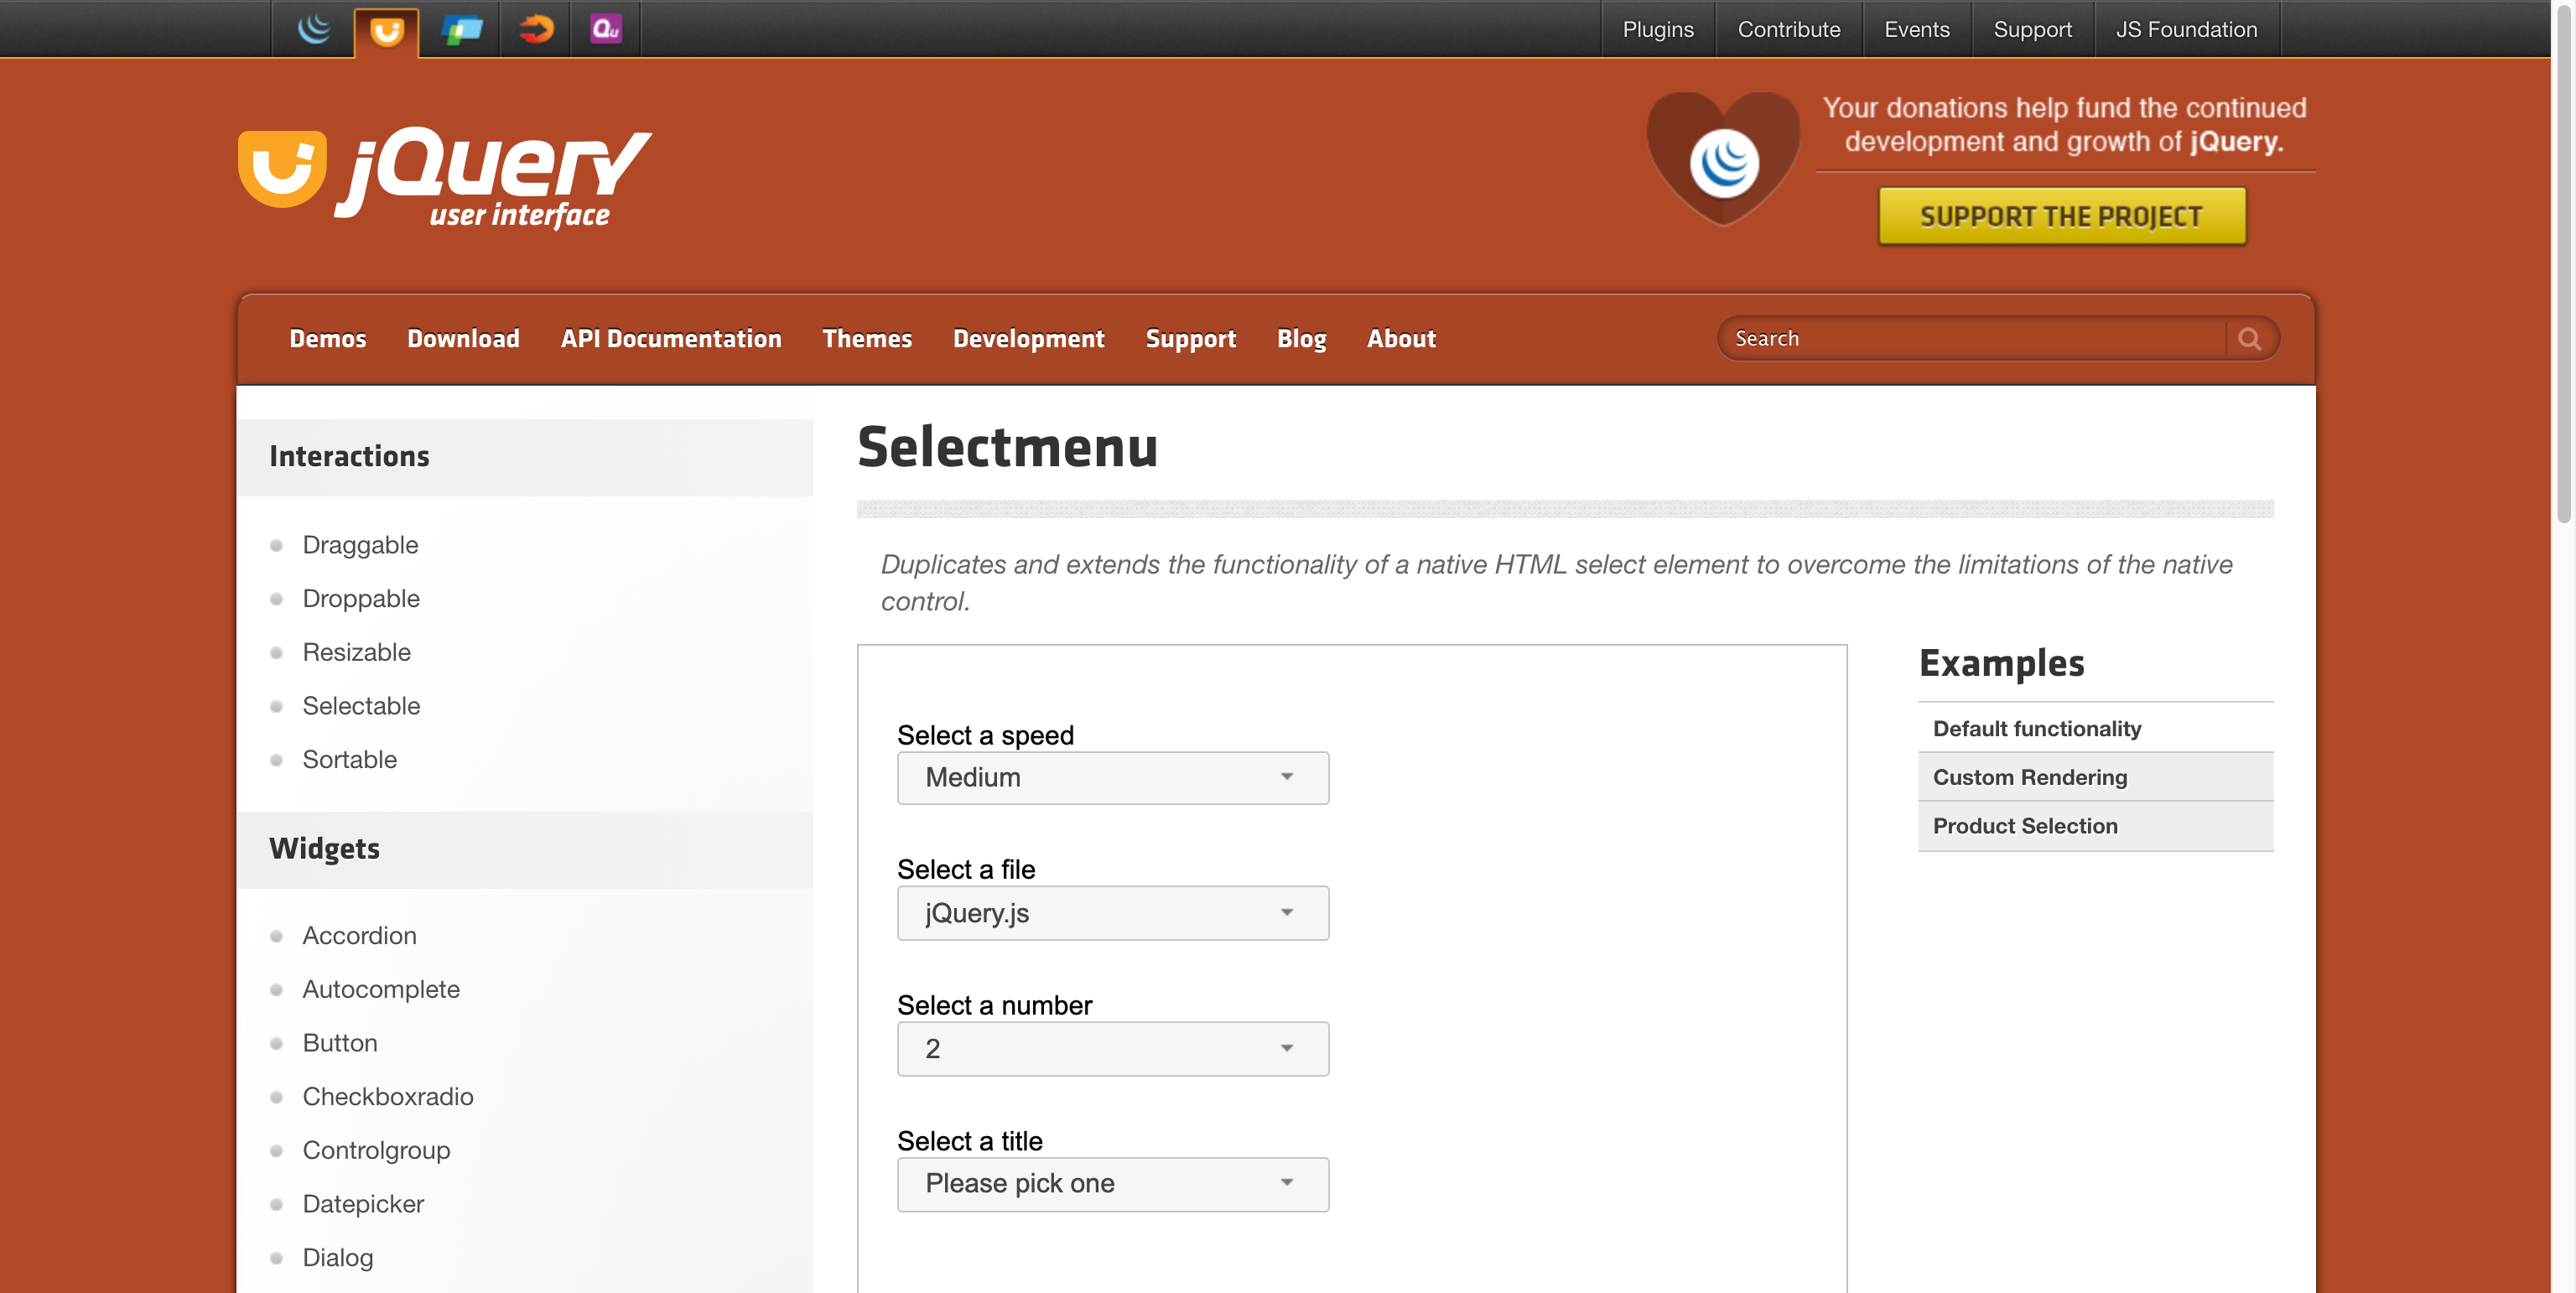 Qu
Plugins
Contribute
Events
Support
JS Foundation
jQuery
user interface
Your donations help fund the continued
development and growth of jQuery.
SUPPORT THE PROJECT
Demos
Download
API Documentation
Themes
Development
Support
Blog
About
Search
Interactions
Draggable
Droppable
Resizable
Selectable
Sortable
Widgets
Accordion
Autocomplete
Button
Checkboxradio
Controlgroup
Datepicker
Dialog
Selectmenu
Duplicates and extends the functionality of a native HTML select element to overcome the limitations of the native
control.
Select a speed
Medium
Select a file
jQuery.js
Select a number
2
Select a title
Please pick one
Examples
Default functionality
Custom Rendering
Product Selection